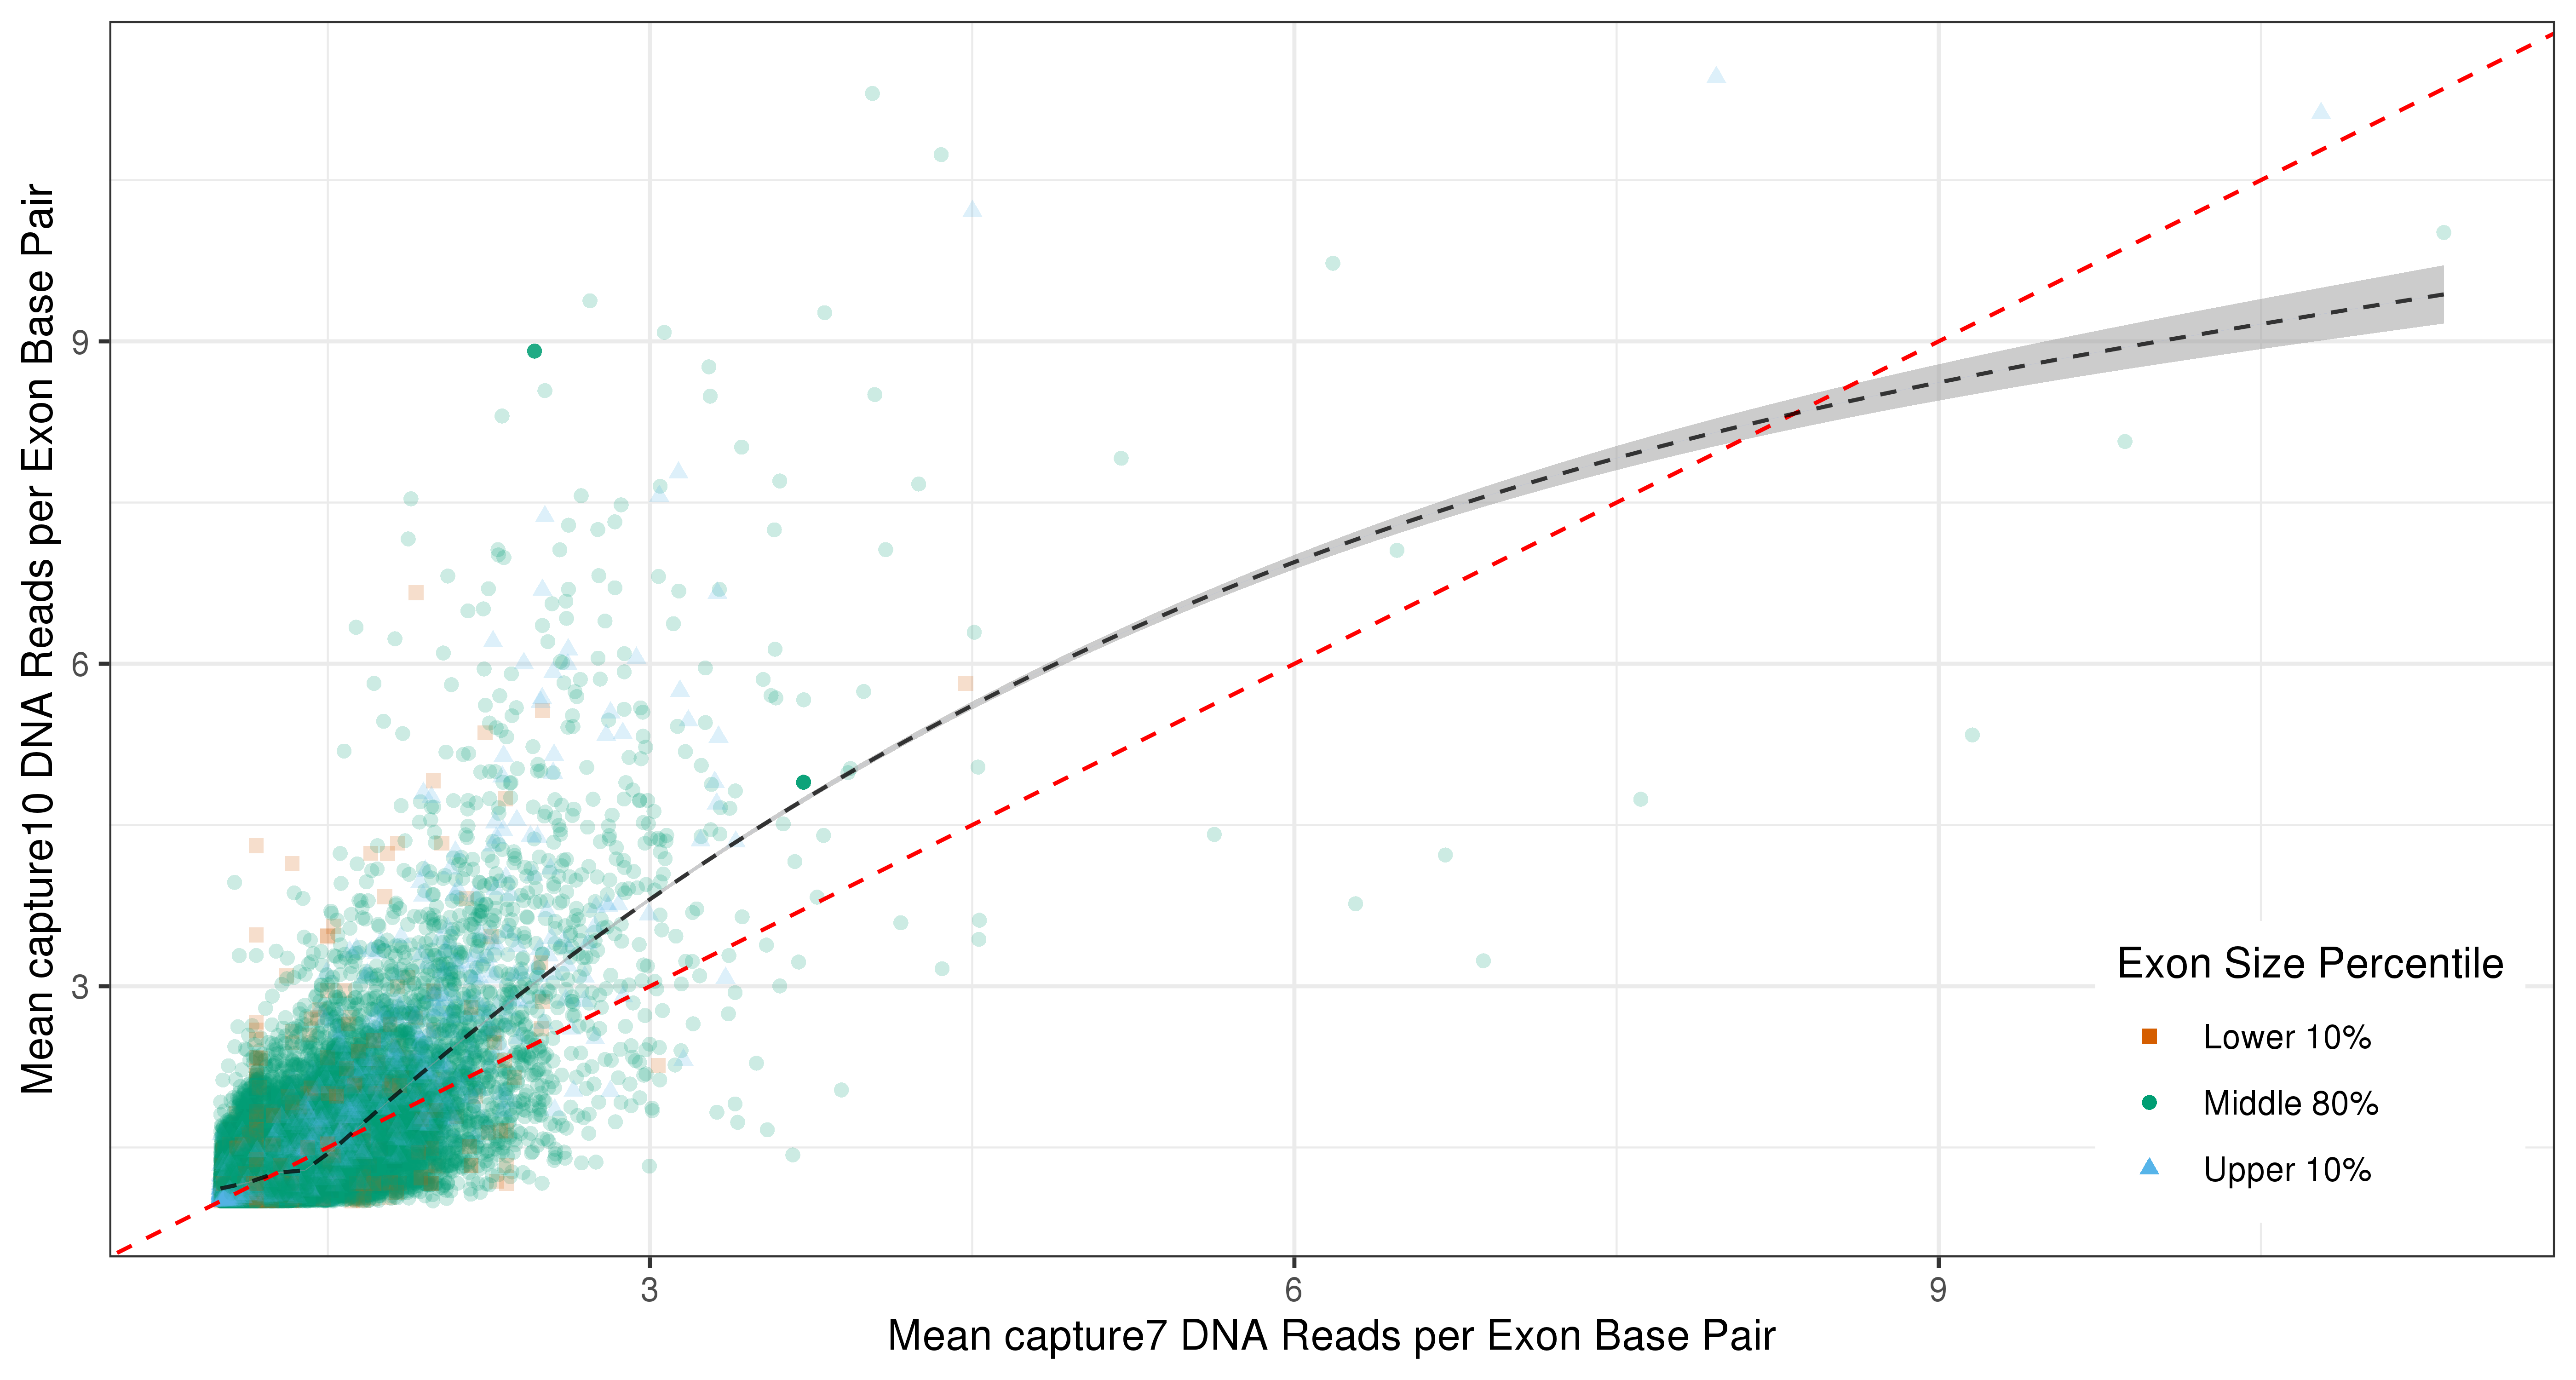 Mean capture10 DNA Reads per Exon Base Pair
9
6
3
Exon Size Percentile
Lower 10%
Middle 80%
Upper 10%
3
6
9
Mean capture7 DNA Reads per Exon Base Pair